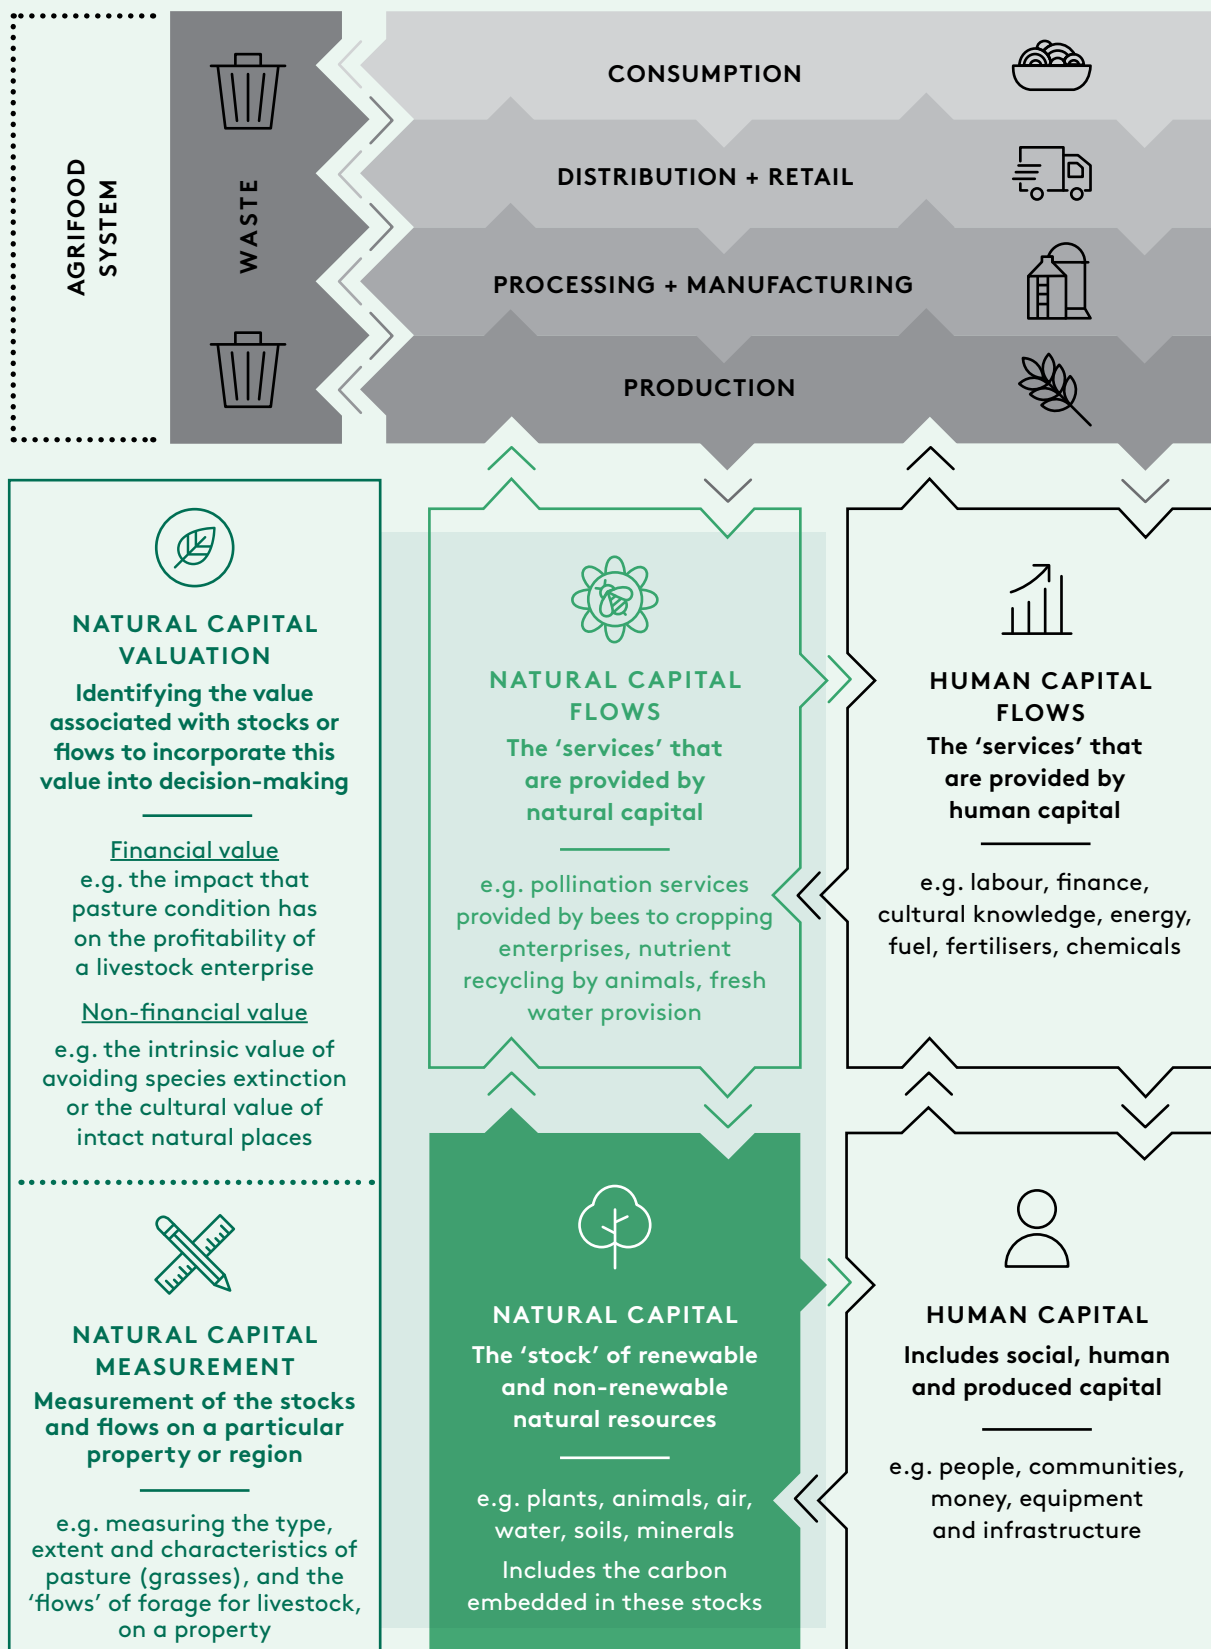 AGRIFOOD
SYSTEM
WASTE
CONSUMPTION
DISTRIBUTION + RETAIL
PROCESSING + MANUFACTURING
PRODUCTION
NATURAL CAPITAL
VALUATION
Identifying the value
associated with stocks or
flows to incorporate this
value into decision-making
Financial value
e.g. the impact that
pasture condition has
on the profitability of
a livestock enterprise
Non-financial value
e.g. the intrinsic value of
avoiding species extinction
or the cultural value of
intact natural places
NATURAL CAPITAL
MEASUREMENT
Measurement of the stocks
and flows on a particular
property or region
e.g. measuring the type,
extent and characteristics of
pasture (grasses), and the
‘flows’ of forage for livestock,
on a property
NATURAL CAPITAL
FLOWS
The ‘services’ that
are provided by
natural capital
e.g. pollination services
provided by bees to cropping
enterprises, nutrient
recycling by animals, fresh
water provision
HUMAN CAPITAL
FLOWS
The ‘services’ that
are provided by
human capital
e.g. labour, finance,
cultural knowledge, energy,
fuel, fertilisers, chemicals
NATURAL CAPITAL
The ‘stock’ of renewable
and non-renewable
natural resources
e.g. plants, animals, air,
water, soils, minerals
Includes the carbon
embedded in these stocks
HUMAN CAPITAL
Includes social, human
and produced capital
e.g. people, communities,
money, equipment
and infrastructure